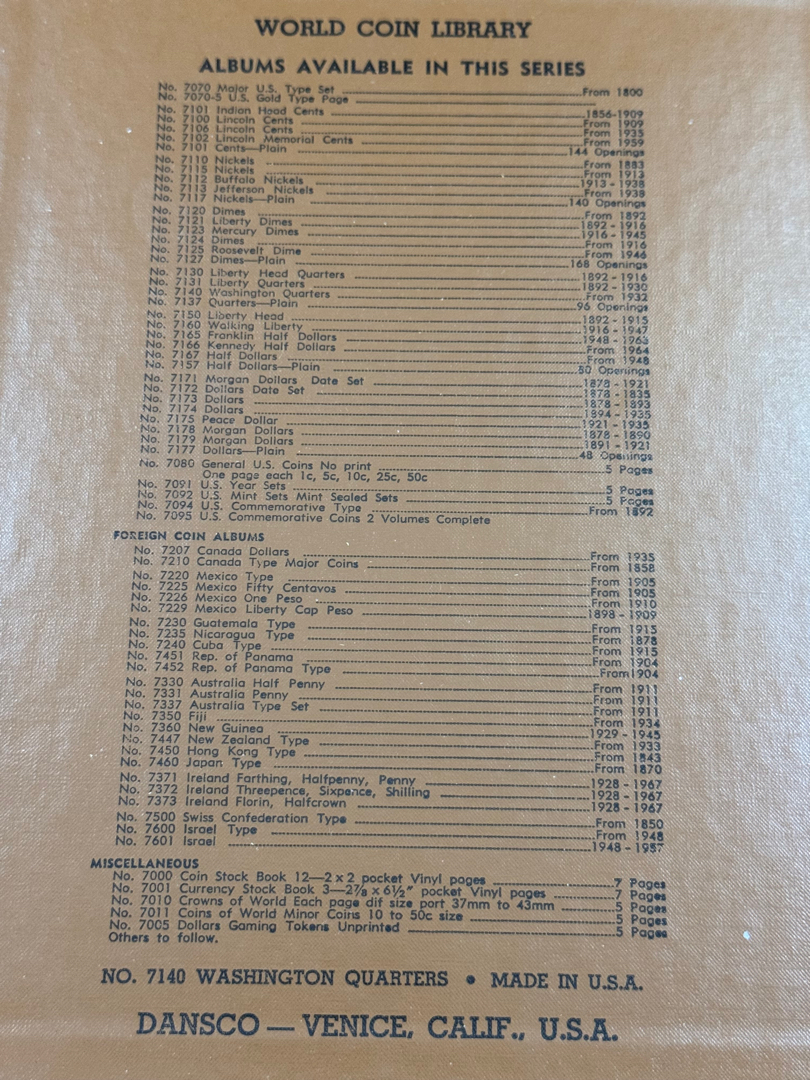 WORLD COIN LIBRARY
ALBUMS AVAILABLE IN THIS SERIES
No. 7070 Major U.S. Type Set From 1800
No. 7070-5 U.S. Gold Type Page
No. 7101 Indian Head Cents 1856-1909
No. 7100 Lincoln Cents From 1909
No. 7106 Lincoln Cents From 1935
No. 7102 Lincoln Memorial Cents From 1959
No. 7101 Cents—Plain 144 Openings
No. 7110 Nickels From 1883
No. 7115 Nickels From 1913
No. 7112 Buffalo Nickels 1913 - 1938
No. 7113 Jefferson Nickels From 1938
No. 7117 Nickels—Plain 140 Openings
No. 7120 Dimes From 1892
No. 7121 Liberty Dimes 1892 - 1916
No. 7123 Mercury Dimes 1916 - 1945
No. 7124 Dimes From 1916
No. 7125 Roosevelt Dime From 1946
No. 7127 Dimes—Plain 168 Openings
No. 7130 Liberty Head Quarters 1892 - 1916
No. 7131 Liberty Quarters 1892 - 1930
No. 7140 Washington Quarters From 1932
No. 7137 Quarters—Plain 96 Openings
No. 7150 Liberty Head 1892 - 1915
No. 7160 Walking Liberty 1916 - 1947
No. 7165 Franklin Half Dollars 1948 - 1963
No. 7166 Kennedy Half Dollars From 1964
No. 7167 Half Dollars From 1948
No. 7157 Half Dollars—Plain 80 Openings
No. 7171 Morgan Dollars Date Set 1878 - 1921
No. 7172 Dollars Date Set 1878 - 1835
No. 7173 Dollars 1878 - 1893
No. 7174 Dollars 1894 - 1935
No. 7175 Peace Dollar 1921 - 1935
No. 7178 Morgan Dollars 1878 - 1890
No. 7179 Morgan Dollars 1891 - 1921
No. 7177 Dollars—Plain 48 Openings
No. 7080 General U.S. Coins No print 5 Pages
One page each 1c, 5c, 10c, 25c, 50c
No. 7091 U.S. Year Sets 5 Pages
No. 7092 U.S. Mint Sets Mint Sealed Sets 5 Pages
No. 7094 U.S. Commemorative Type From 1892
No. 7095 U.S. Commemorative Coins 2 Volumes Complete
FOREIGN COIN ALBUMS
No. 7207 Canada Dollars From 1935
No. 7210 Canada Type Major Coins From 1858
No. 7220 Mexico Type From 1905
No. 7225 Mexico Fifty Centavos From 1905
No. 7226 Mexico One Peso From 1910
No. 7229 Mexico Liberty Cap Peso 1898 - 1909
No. 7230 Guatemala Type From 1915
No. 7235 Nicaragua Type From 1878
No. 7240 Cuba Type From 1915
No. 7451 Rep. of Panama From 1904
No. 7452 Rep. of Panama Type From 1904
No. 7330 Australia Half Penny From 1911
No. 7331 Australia Penny From 1911
No. 7337 Australia Type Set From 1911
No. 7350 Fiji From 1934
No. 7360 New Guinea 1929 - 1945
No. 7447 New Zealand Type From 1933
No. 7450 Hong Kong Type From 1843
No. 7460 Japan Type From 1870
No. 7371 Ireland Farthing, Halfpenny, Penny 1928 - 1967
No. 7372 Ireland Threepence, Sixpence, Shilling 1928 - 1967
No. 7373 Ireland Florin, Halfcrown 1928 - 1967
No. 7500 Swiss Confederation Type From 1850
No. 7600 Israel Type From 1948
No. 7601 Israel 1948 - 1957
MISCELLANEOUS
No. 7000 Coin Stock Book 12—2 x 2 pocket Vinyl pages 7 Pages
No. 7001 Currency Stock Book 3—2⅞ x 6½" pocket Vinyl pages 7 Pages
No. 7010 Crowns of World Each page dif size port 37mm to 43mm 5 Pages
No. 7011 Coins of World Minor Coins 10 to 50c size 5 Pages
No. 7005 Dollars Gaming Tokens Unprinted 5 Pages
Others to follow.
NO. 7140 WASHINGTON QUARTERS • MADE IN U.S.A.
DANSCO — VENICE, CALIF., U.S.A.